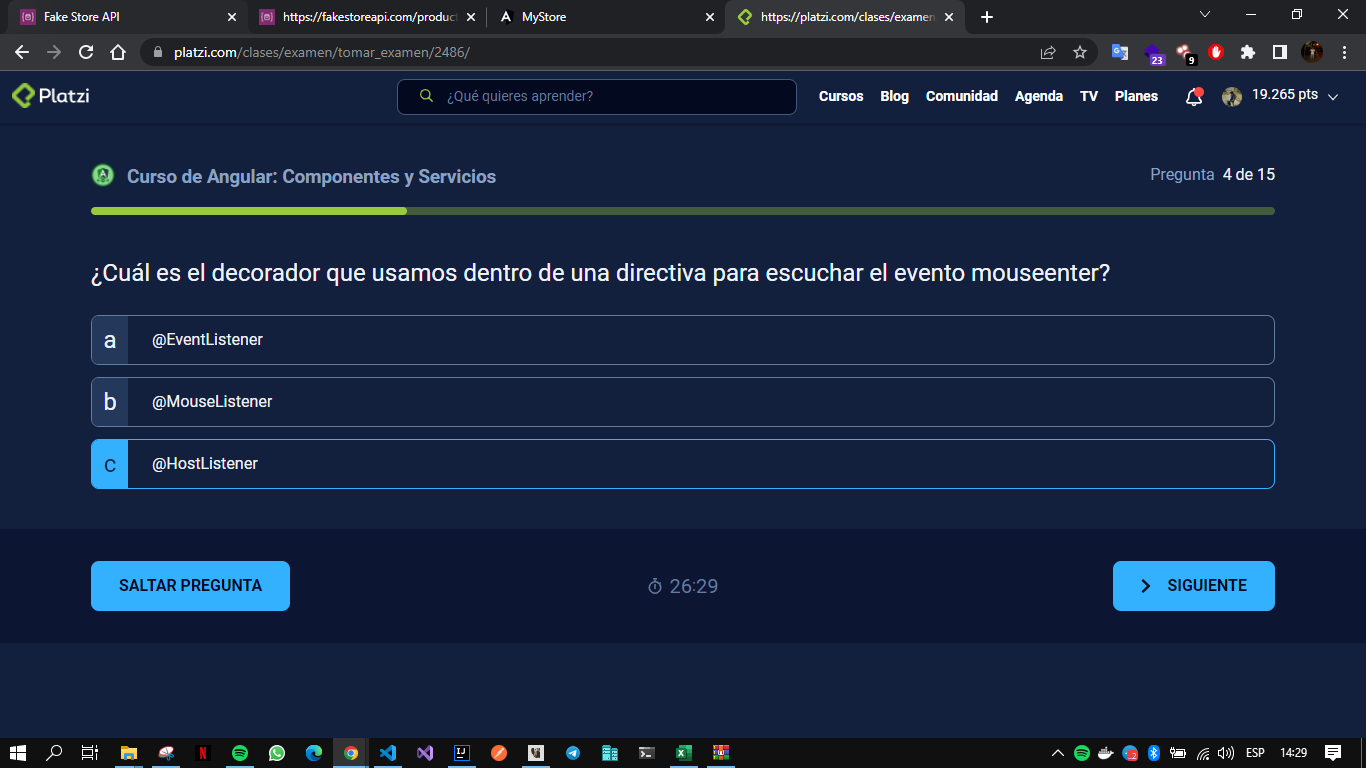 Fake Store API
https://fakestoreapi.com/product
MyStore
https://platzi.com/clases/examen
platzi.com/clases/examen/tomar_examen/2486/
23
9
Platzi
¿Qué quieres aprender?
Cursos
Blog
Comunidad
Agenda
TV
Planes
19.265 pts
Curso de Angular: Componentes y Servicios
Pregunta 4 de 15
¿Cuál es el decorador que usamos dentro de una directiva para escuchar el evento mouseenter?
a @EventListener
b @MouseListener
c @HostListener
SALTAR PREGUNTA
26:29
SIGUIENTE
ESP
14:29